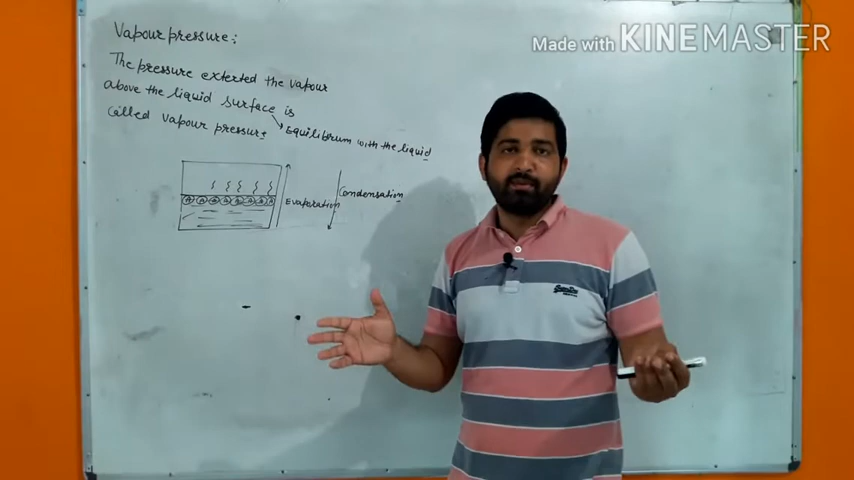 Made with KINEMASTER
Vapour pressure:
The pressure exterted the vapour
above the liquid surface is
called vapour pressure
Equilibrium with the liquid
Evaporation
Condensation